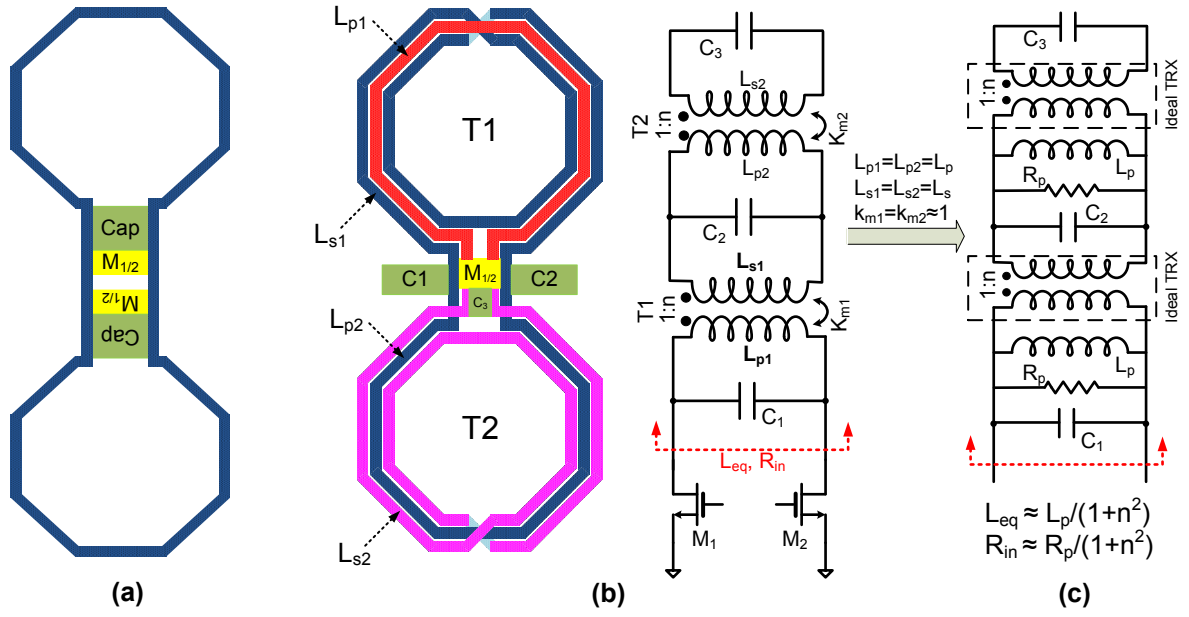 Cap
M1/2
M1/2
Cap
(a)
Lp1
T1
Ls1
C1
M1/2
C2
C3
Lp2
T2
Ls2
(b)
C3
Ls2
T2
1:n
Km2
Lp2
C2
Ls1
T1
1:n
Km1
Lp1
C1
Leq, Rin
M1
M2
Lp1=Lp2=Lp
Ls1=Ls2=Ls
km1=km2≈1
C3
1:n
Ideal TRX
Lp
Rp
C2
1:n
Ideal TRX
Lp
Rp
C1
Leq ≈ Lp/(1+n²)
Rin ≈ Rp/(1+n²)
(c)